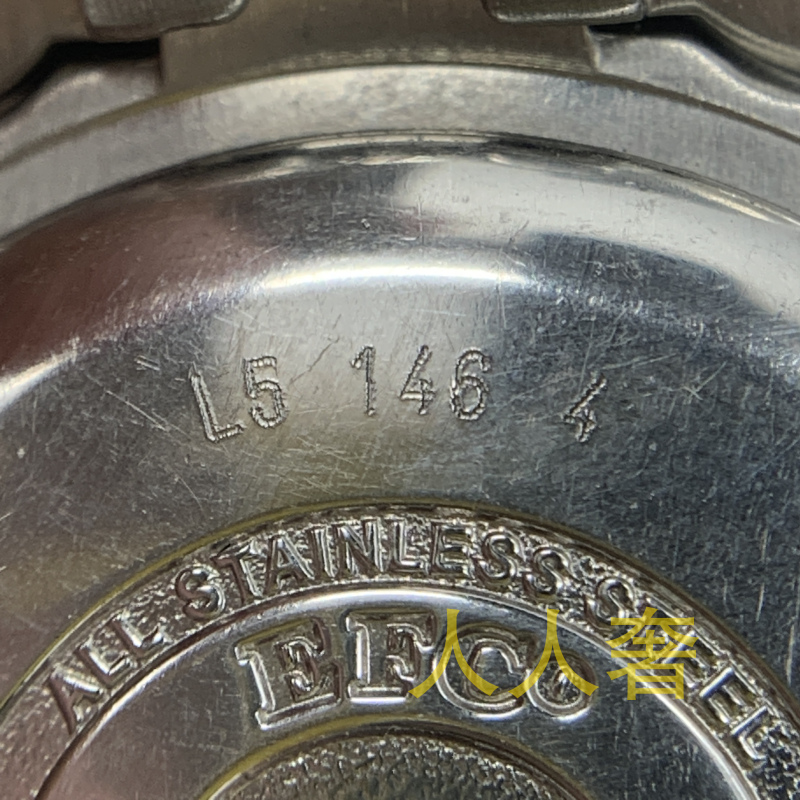 L5 146 4
ALL STAINLESS STEEL
EFCo
人人奢